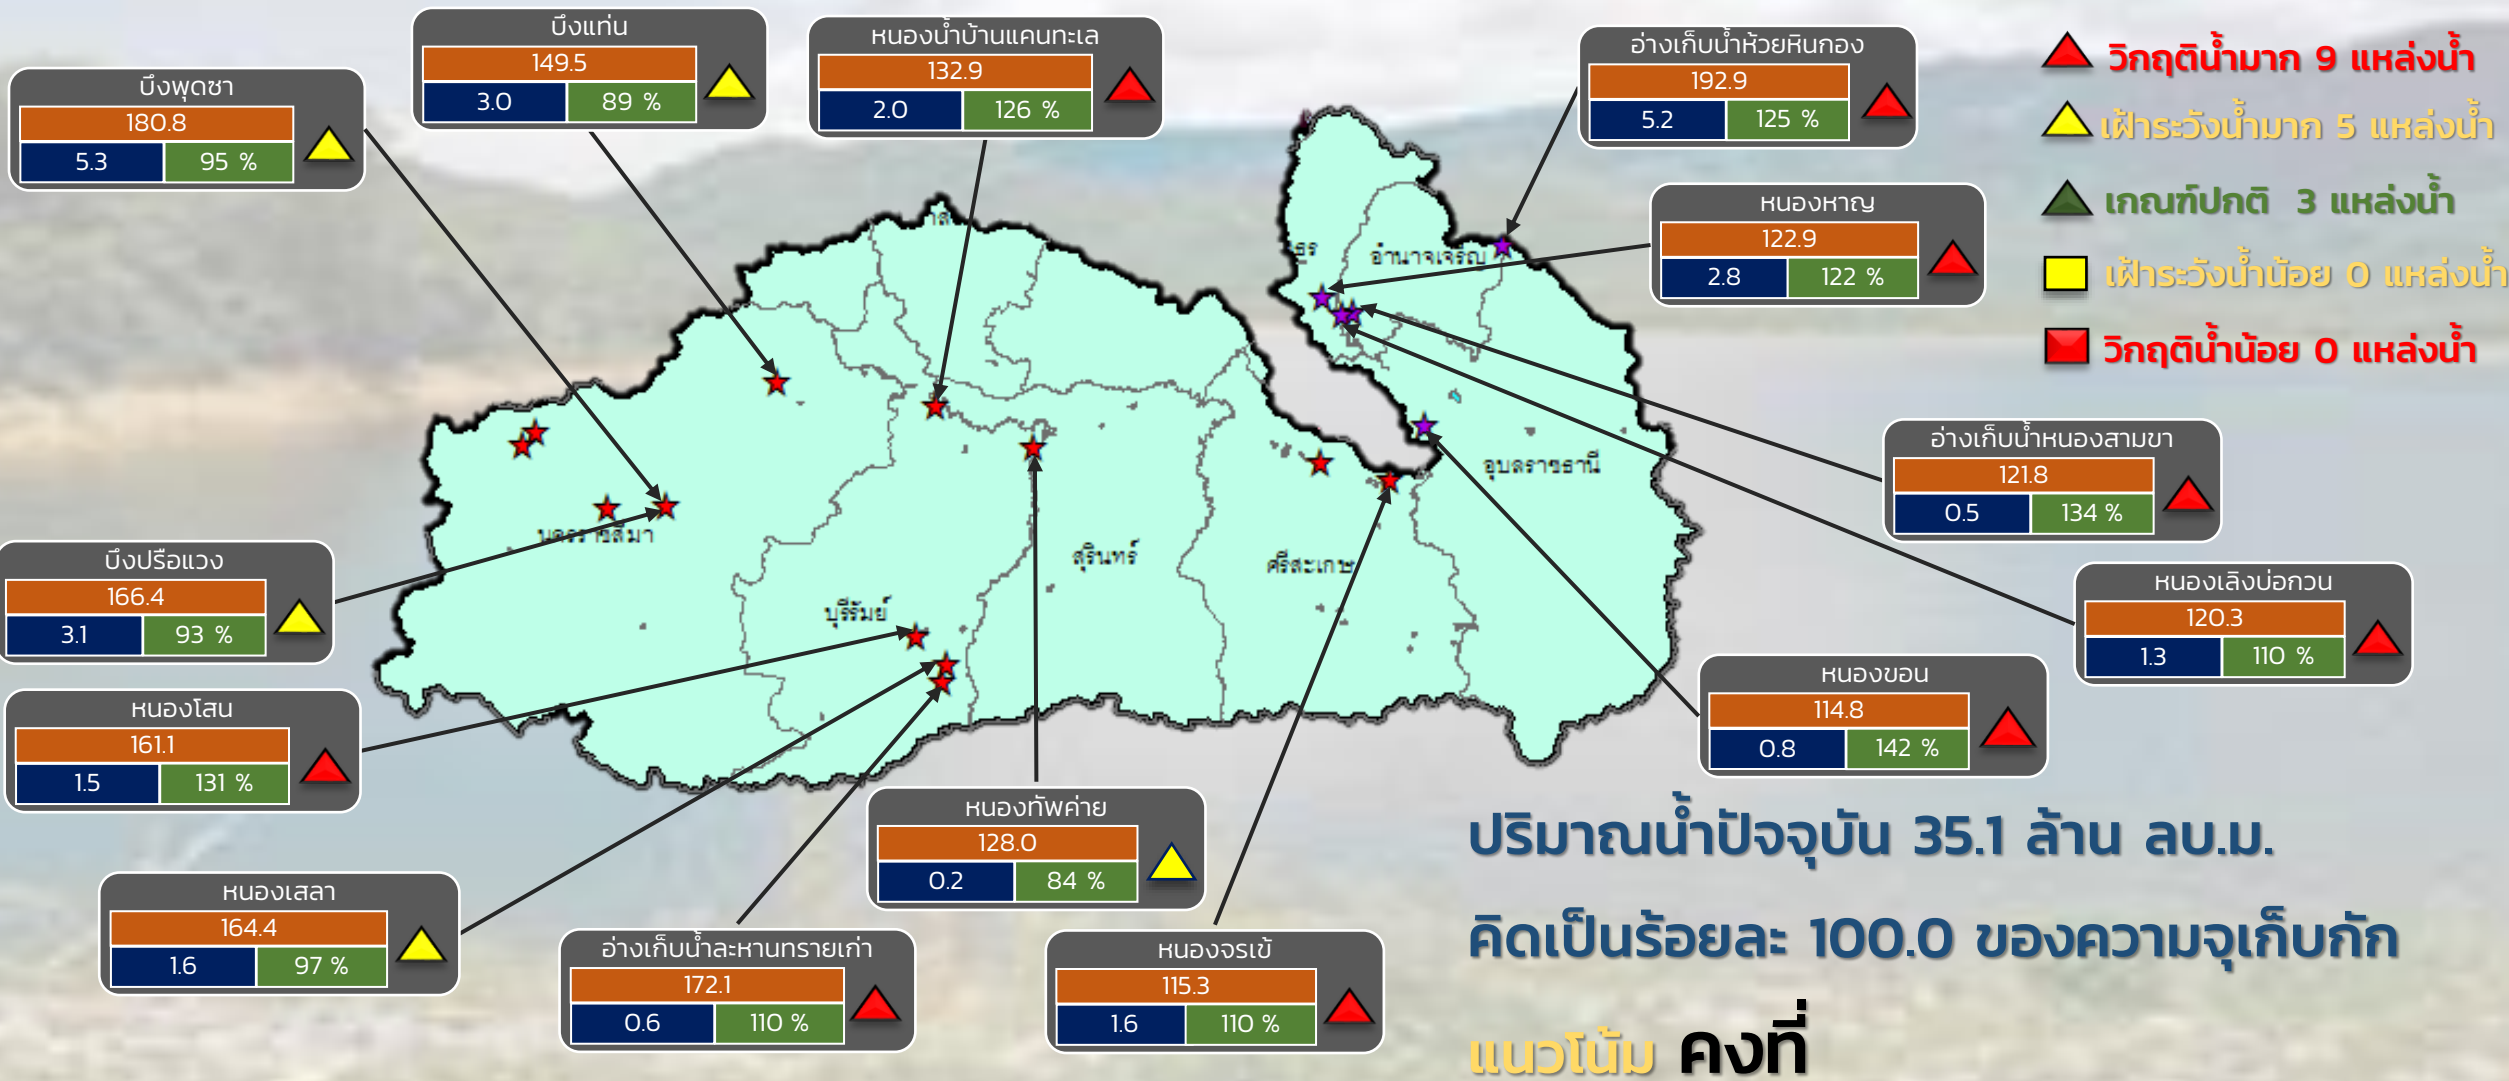 บึงแท่น
149.5
3.0 89 %
หนองน้ำบ้านแคนทะเล
132.9
2.0 126 %
อ่างเก็บน้ำห้วยหินกอง
192.9
5.2 125 %
วิกฤติน้ำมาก 9 แหล่งน้ำ
เฝ้าระวังน้ำมาก 5 แหล่งน้ำ
เกณฑ์ปกติ 3 แหล่งน้ำ
เฝ้าระวังน้ำน้อย 0 แหล่งน้ำ
วิกฤติน้ำน้อย 0 แหล่งน้ำ
บึงพุดซา
180.8
5.3 95 %
หนองหาญ
122.9
2.8 122 %
อำนาจเจริญ
อ่างเก็บน้ำหนองสามขา
121.8
0.5 134 %
อุบลราชธานี
นครราชสีมา
สุรินทร์
ศรีสะเกษ
บุรีรัมย์
บึงปรือแวง
166.4
3.1 93 %
หนองเลิงบ่อกวน
120.3
1.3 110 %
หนองโสน
161.1
1.5 131 %
หนองขอน
114.8
0.8 142 %
หนองทัพค่าย
128.0
0.2 84 %
หนองเสลา
164.4
1.6 97 %
อ่างเก็บน้ำละหานทรายเก่า
172.1
0.6 110 %
หนองจรเข้
115.3
1.6 110 %
ปริมาณน้ำปัจจุบัน 35.1 ล้าน ลบ.ม.
คิดเป็นร้อยละ 100.0 ของความจุเก็บกัก
แนวโน้ม คงที่